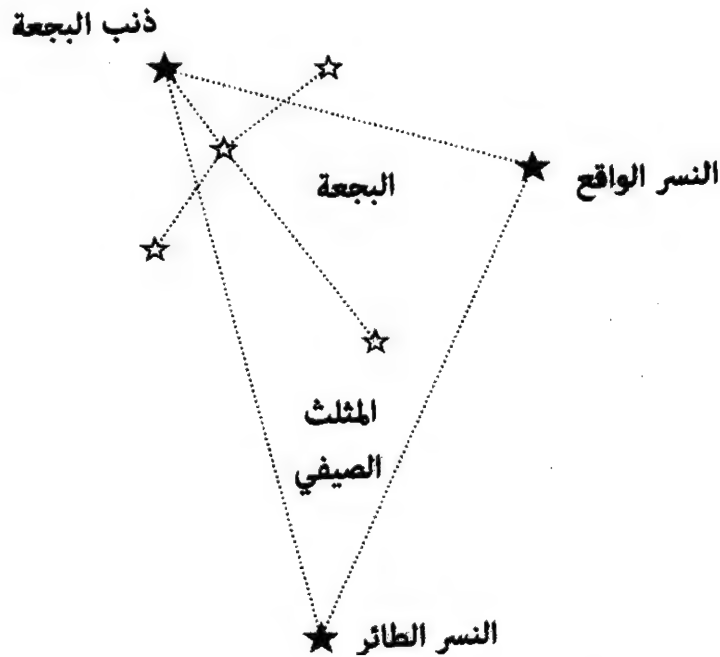 ذنب البجعة
النسر الواقع
البجعة
المثلث
الصيفي
النسر الطائر